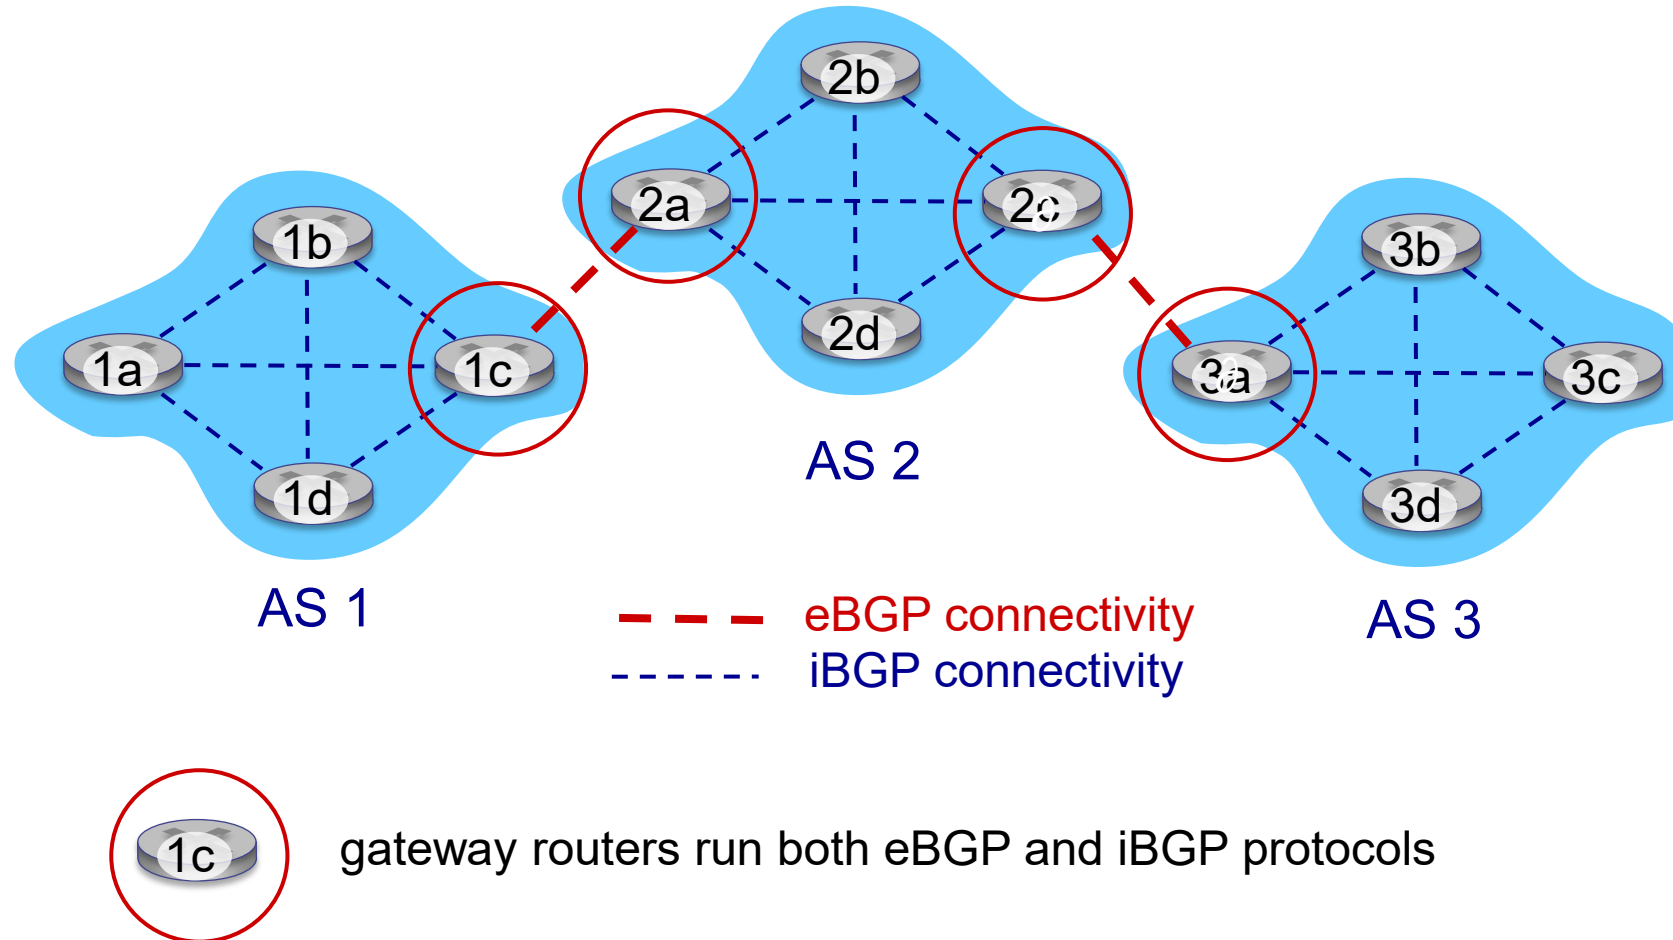 2b
2a
2c
1b
3b
2d
1a
1c
3a
3c
AS 2
1d
3d
AS 1
eBGP connectivity
AS 3
iBGP connectivity
1c
gateway routers run both eBGP and iBGP protocols